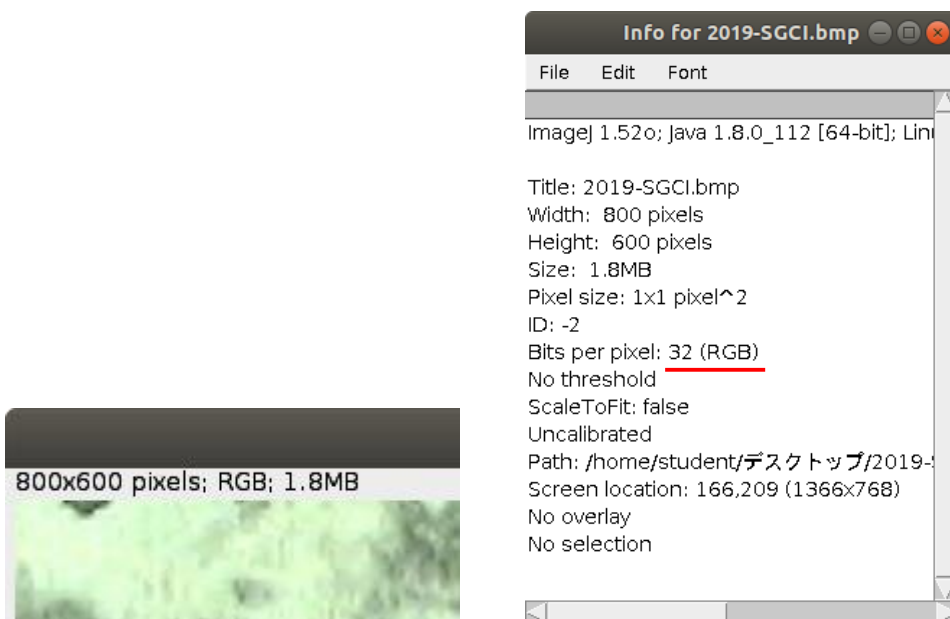 800x600 pixels; RGB; 1.8MB
Info for 2019-SGCI.bmp
File Edit Font
ImageJ 1.52o; Java 1.8.0_112 [64-bit];
Title: 2019-SGCI.bmp
Width: 800 pixels
Height: 600 pixels
Size: 1.8MB
Pixel size: 1x1 pixel^2
ID: -2
Bits per pixel: 32 (RGB)
No threshold
ScaleToFit: false
Uncalibrated
Path: /home/student/デスクトップ/2019-
Screen location: 166,209 (1366x768)
No overlay
No selection